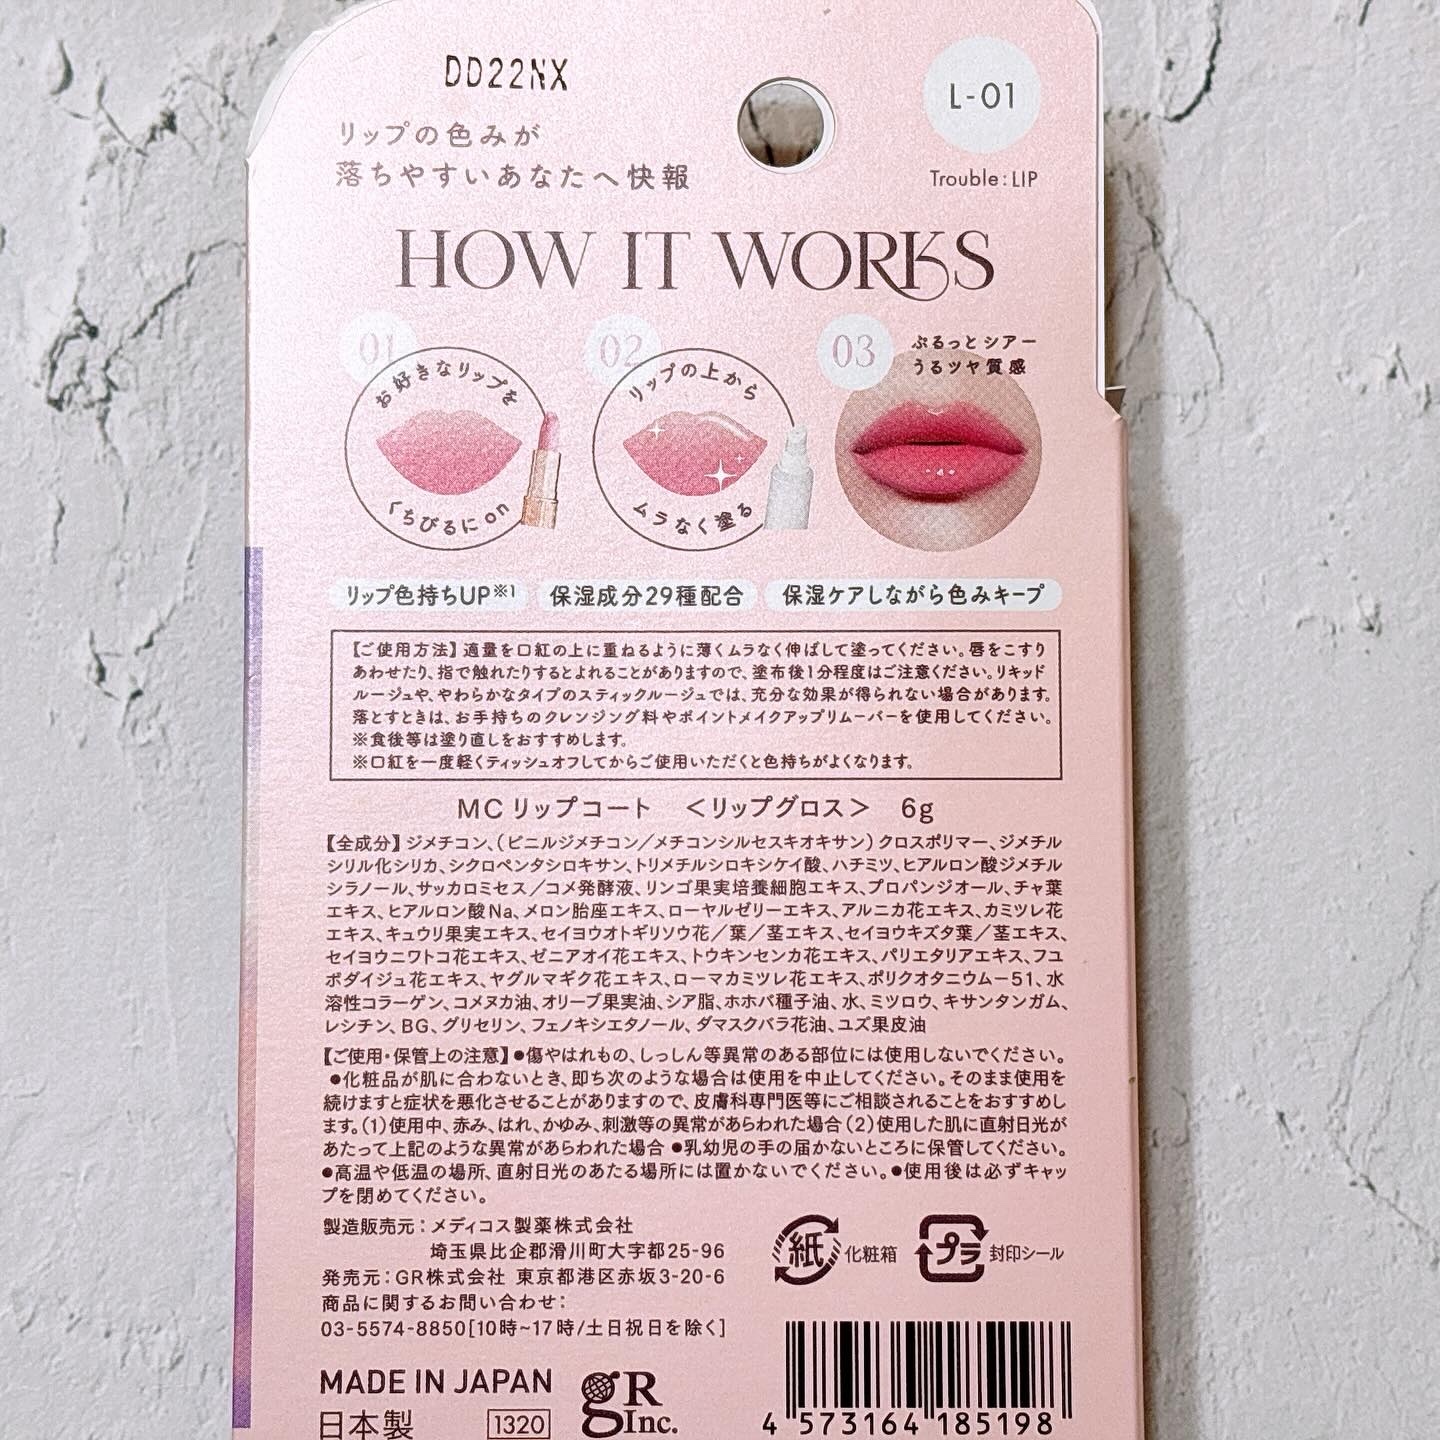 DD22NX
L-01
Trouble:LIP
リップの色みが
落ちやすいあなたへ快報
HOW IT WORKS
01
お好きなリップを
くちびるにon
02
リップの上から
ムラなく塗る
03
ぷるっとシアー
うるツヤ質感
リップ色持ちUP※1
保湿成分29種配合
保湿ケアしながら色みキープ
【ご使用方法】適量を口紅の上に重ねるように薄くムラなく伸ばして塗ってください。唇をこすり
あわせたり、指で触れたりするとよれることがありますので、塗布後1分程度はご注意ください。リキッド
ルージュや、やわらかなタイプのスティックルージュでは、充分な効果が得られない場合があります。
落とすときは、お手持ちのクレンジング料やポイントメイクアップリムーバーを使用してください。
※食後等は塗り直しをおすすめします。
※口紅を一度軽くティッシュオフしてからご使用いただくと色持ちがよくなります。
MCリップコート <リップグロス> 6g
【全成分】ジメチコン、(ビニルジメチコン/メチコンシルセスキオキサン)クロスポリマー、ジメチル
シリル化シリカ、シクロペンタシロキサン、トリメチルシロキシケイ酸、ハチミツ、ヒアルロン酸ジメチル
シラノール、サッカロミセス/コメ発酵液、リンゴ果実培養細胞エキス、プロパンジオール、チャ葉
エキス、ヒアルロン酸Na、メロン胎座エキス、ローヤルゼリーエキス、アルニカ花エキス、カミツレ花
エキス、キュウリ果実エキス、セイヨウオトギリソウ花/葉/茎エキス、セイヨウキズタ葉/茎エキス、
セイヨウニワトコ花エキス、ゼニアオイ花エキス、トウキンセンカ花エキス、パリエタリアエキス、フユ
ボダイジュ花エキス、ヤグルマギク花エキス、ローマカミツレ花エキス、ポリクオタニウムー51、水
溶性コラーゲン、コメヌカ油、オリーブ果実油、シア脂、ホホバ種子油、水、ミツロウ、キサンタンガム、
レシチン、BG、グリセリン、フェノキシエタノール、ダマスクバラ花油、ユズ果皮油
【ご使用・保管上の注意】●傷やはれもの、しっしん等異常のある部位には使用しないでください。
●化粧品が肌に合わないとき、即ち次のような場合は使用を中止してください。そのまま使用を
続けますと症状を悪化させることがありますので、皮膚科専門医等にご相談されることをおすすめし
ます。(1)使用中、赤み、はれ、かゆみ、刺激等の異常があらわれた場合(2)使用した肌に直射日光が
あたって上記のような異常があらわれた場合 ●乳幼児の手の届かないところに保管してください。
●高温や低温の場所、直射日光のあたる場所には置かないでください。●使用後は必ずキャッ
プを閉めてください。
製造販売元:メディコス製薬株式会社
埼玉県比企郡滑川町大字都25-96
発売元:GR株式会社 東京都港区赤坂3-20-6
商品に関するお問い合わせ:
03-5574-8850[10時~17時/土日祝日を除く]
紙 化粧箱
プラ 封印シール
MADE IN JAPAN
日本製
1320
gR
Inc.
4 573164 185198